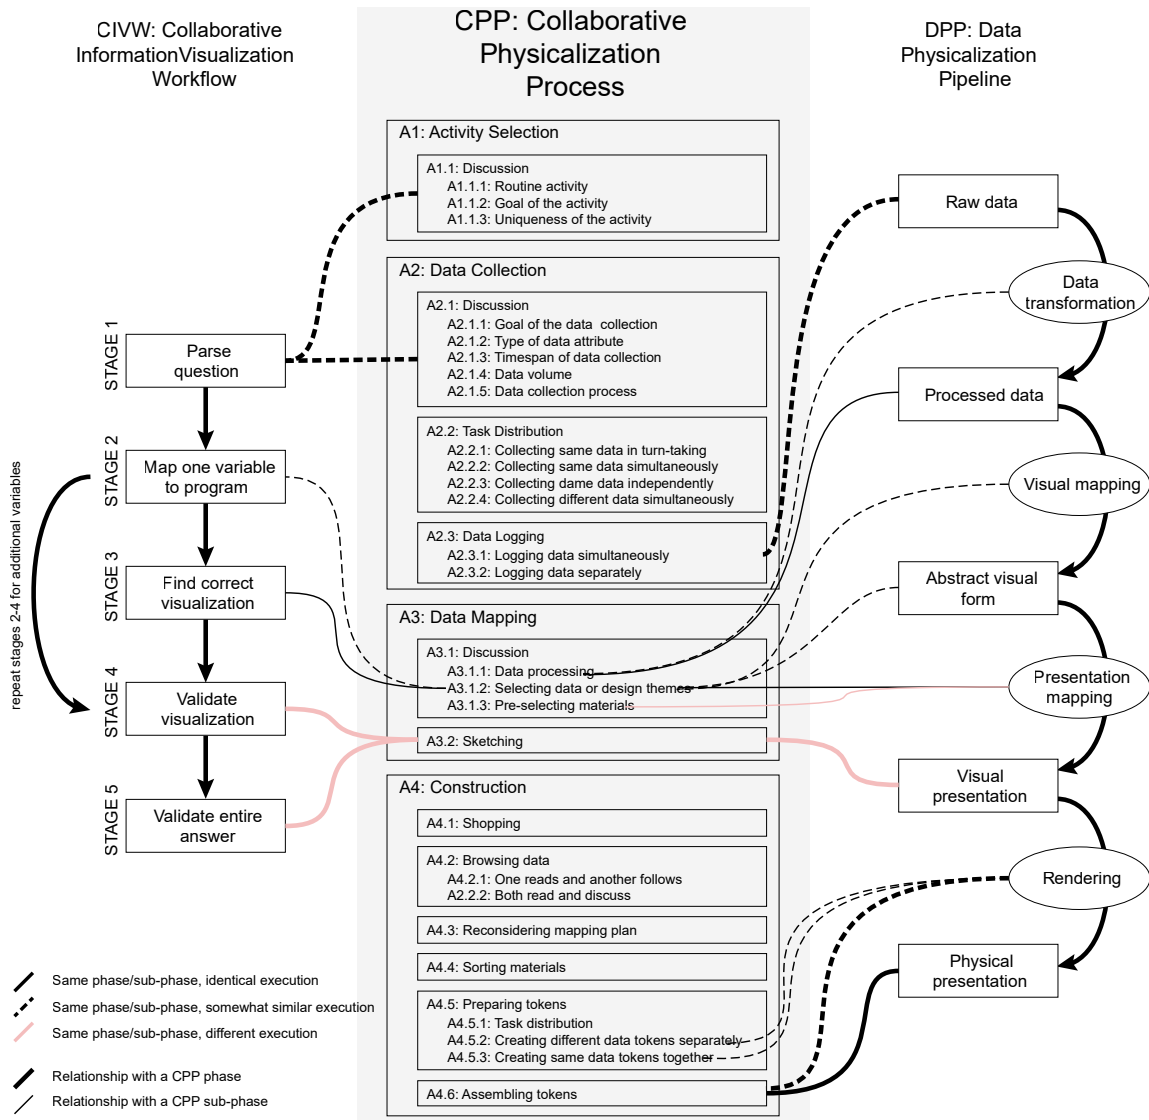 CIVW: Collaborative
InformationVisualization
Workflow
STAGE 1
Parse
question
STAGE 2
Map one variable
to program
STAGE 3
Find correct
visualization
STAGE 4
Validate
visualization
STAGE 5
Validate entire
answer
repeat stages 2-4 for additional variables
CPP: Collaborative
Physicalization
Process
A1: Activity Selection
A1.1: Discussion
A1.1.1: Routine activity
A1.1.2: Goal of the activity
A1.1.3: Uniqueness of the activity
A2: Data Collection
A2.1: Discussion
A2.1.1: Goal of the data collection
A2.1.2: Type of data attribute
A2.1.3: Timespan of data collection
A2.1.4: Data volume
A2.1.5: Data collection process
A2.2: Task Distribution
A2.2.1: Collecting same data in turn-taking
A2.2.2: Collecting same data simultaneously
A2.2.3: Collecting dame data independently
A2.2.4: Collecting different data simultaneously
A2.3: Data Logging
A2.3.1: Logging data simultaneously
A2.3.2: Logging data separately
A3: Data Mapping
A3.1: Discussion
A3.1.1: Data processing
A3.1.2: Selecting data or design themes
A3.1.3: Pre-selecting materials
A3.2: Sketching
A4: Construction
A4.1: Shopping
A4.2: Browsing data
A4.2.1: One reads and another follows
A2.2.2: Both read and discuss
A4.3: Reconsidering mapping plan
A4.4: Sorting materials
A4.5: Preparing tokens
A4.5.1: Task distribution
A4.5.2: Creating different data tokens separately
A4.5.3: Creating same data tokens together
A4.6: Assembling tokens
DPP: Data
Physicalization
Pipeline
Raw data
Data
transformation
Processed data
Visual mapping
Abstract visual
form
Presentation
mapping
Visual
presentation
Rendering
Physical
presentation
Same phase/sub-phase, identical execution
Same phase/sub-phase, somewhat similar execution
Same phase/sub-phase, different execution
Relationship with a CPP phase
Relationship with a CPP sub-phase